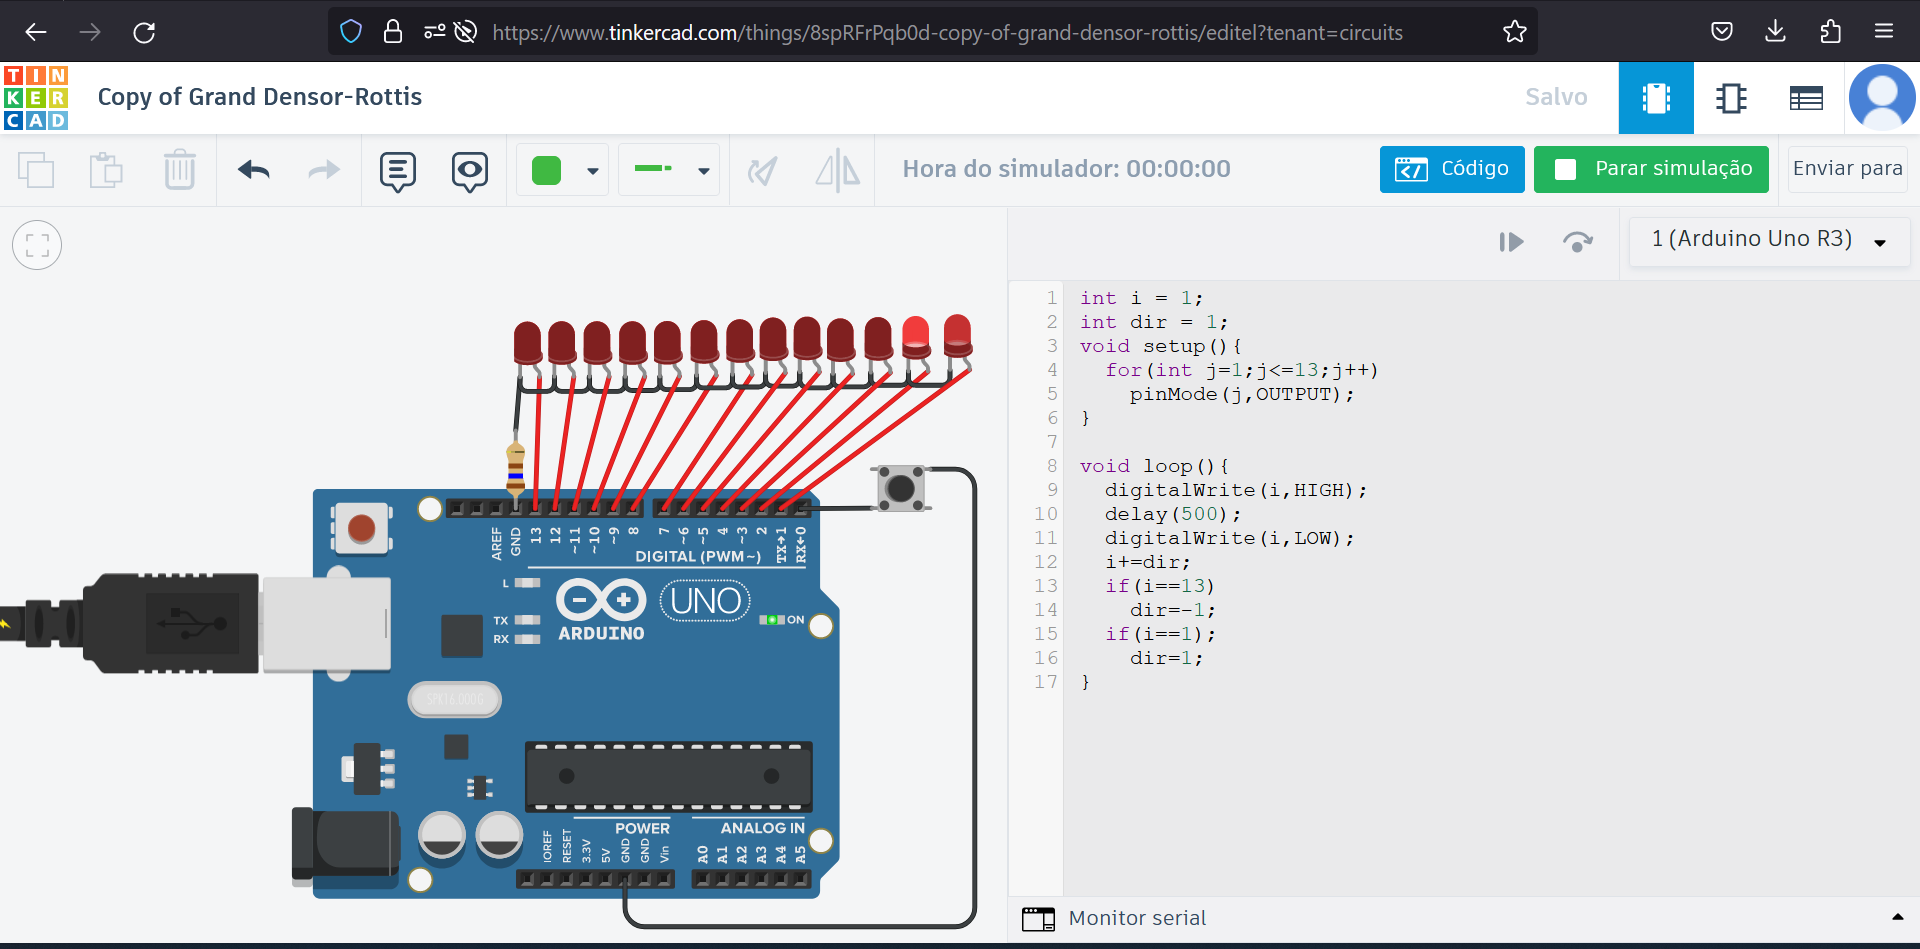 https://www.tinkercad.com/things/8spRFrPqb0d-copy-of-grand-densor-rottis/editel?tenant=circuits
TIN
KER
CAD
Copy of Grand Densor-Rottis
Salvo
Hora do simulador: 00:00:00
Código
Parar simulação
Enviar para
1 (Arduino Uno R3)
1 int i = 1;
2 int dir = 1;
3 void setup(){
4 for(int j=1;j<=13;j++)
5 pinMode(j,OUTPUT);
6 }
7
8 void loop(){
9 digitalWrite(i,HIGH);
10 delay(500);
11 digitalWrite(i,LOW);
12 i+=dir;
13 if(i==13)
14 dir=-1;
15 if(i==1);
16 dir=1;
17 }
AREF
GND
13
12
~11
~10
~9
8
7
~6
~5
4
~3
2
TX→1
RX←0
DIGITAL (PWM~)
L
TX
RX
ARDUINO
UNO
ON
SPK16.000G
POWER
ANALOG IN
IOREF
RESET
3.3V
5V
GND
GND
Vin
A0
A1
A2
A3
A4
A5
Monitor serial